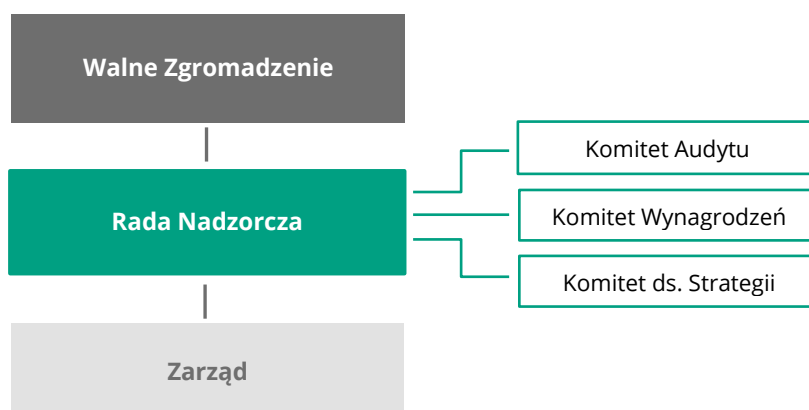 Walne Zgromadzenie
Komitet Audytu
Rada Nadzorcza
Komitet Wynagrodzeń
Komitet ds. Strategii
Zarząd